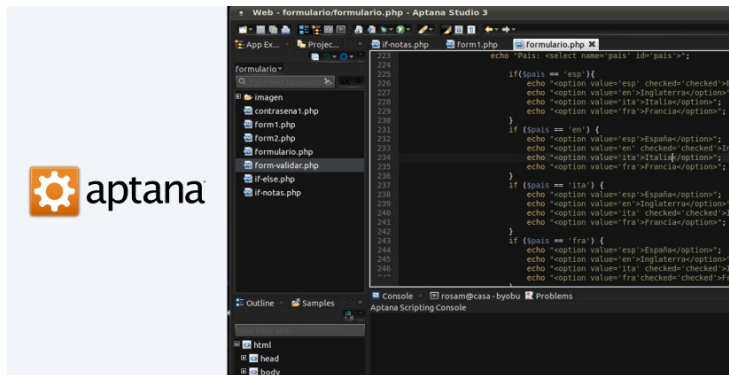 aptana
Web - formulario/formulario.php - Aptana Studio 3
App Ex...
Projec...
if-notas.php
form1.php
formulario.php
formulario
imagen
contrasena1.php
form1.php
form2.php
formulario.php
form-validar.php
if-else.php
if-notas.php
223 echo "Pais: <select name='pais' id='pais'>";
224
225 if($pais == 'esp'){
226 echo "<option value='esp' checked='checked'>E
227 echo "<option value='en'>Inglaterra</option>"
228 echo "<option value='ita'>Italia</option>";
229 echo "<option value='fra'>Francia</option>";
230 }
231 if ($pais == 'en') {
232 echo "<option value='esp'>España</option>";
233 echo "<option value='en' checked='checked'>In
234 echo "<option value='ita'>Italia</option>";
235 echo "<option value='fra'>Francia</option>";
236 }
237 if ($pais == 'ita') {
238 echo "<option value='esp'>España</option>";
239 echo "<option value='en'>Inglaterra</option>"
240 echo "<option value='ita' checked='checked'>I
241 echo "<option value='fra'>Francia</option>";
242 }
243 if ($pais == 'fra') {
244 echo "<option value='esp'>España</option>";
245 echo "<option value='en'>Inglaterra</option>"
246 echo "<option value='ita' checked='checked'>I
echo "<option value='fra'checked='checked'>Fr
Outline
Samples
html
head
body
Console
rosam@casa - byobu
Problems
Aptana Scripting Console